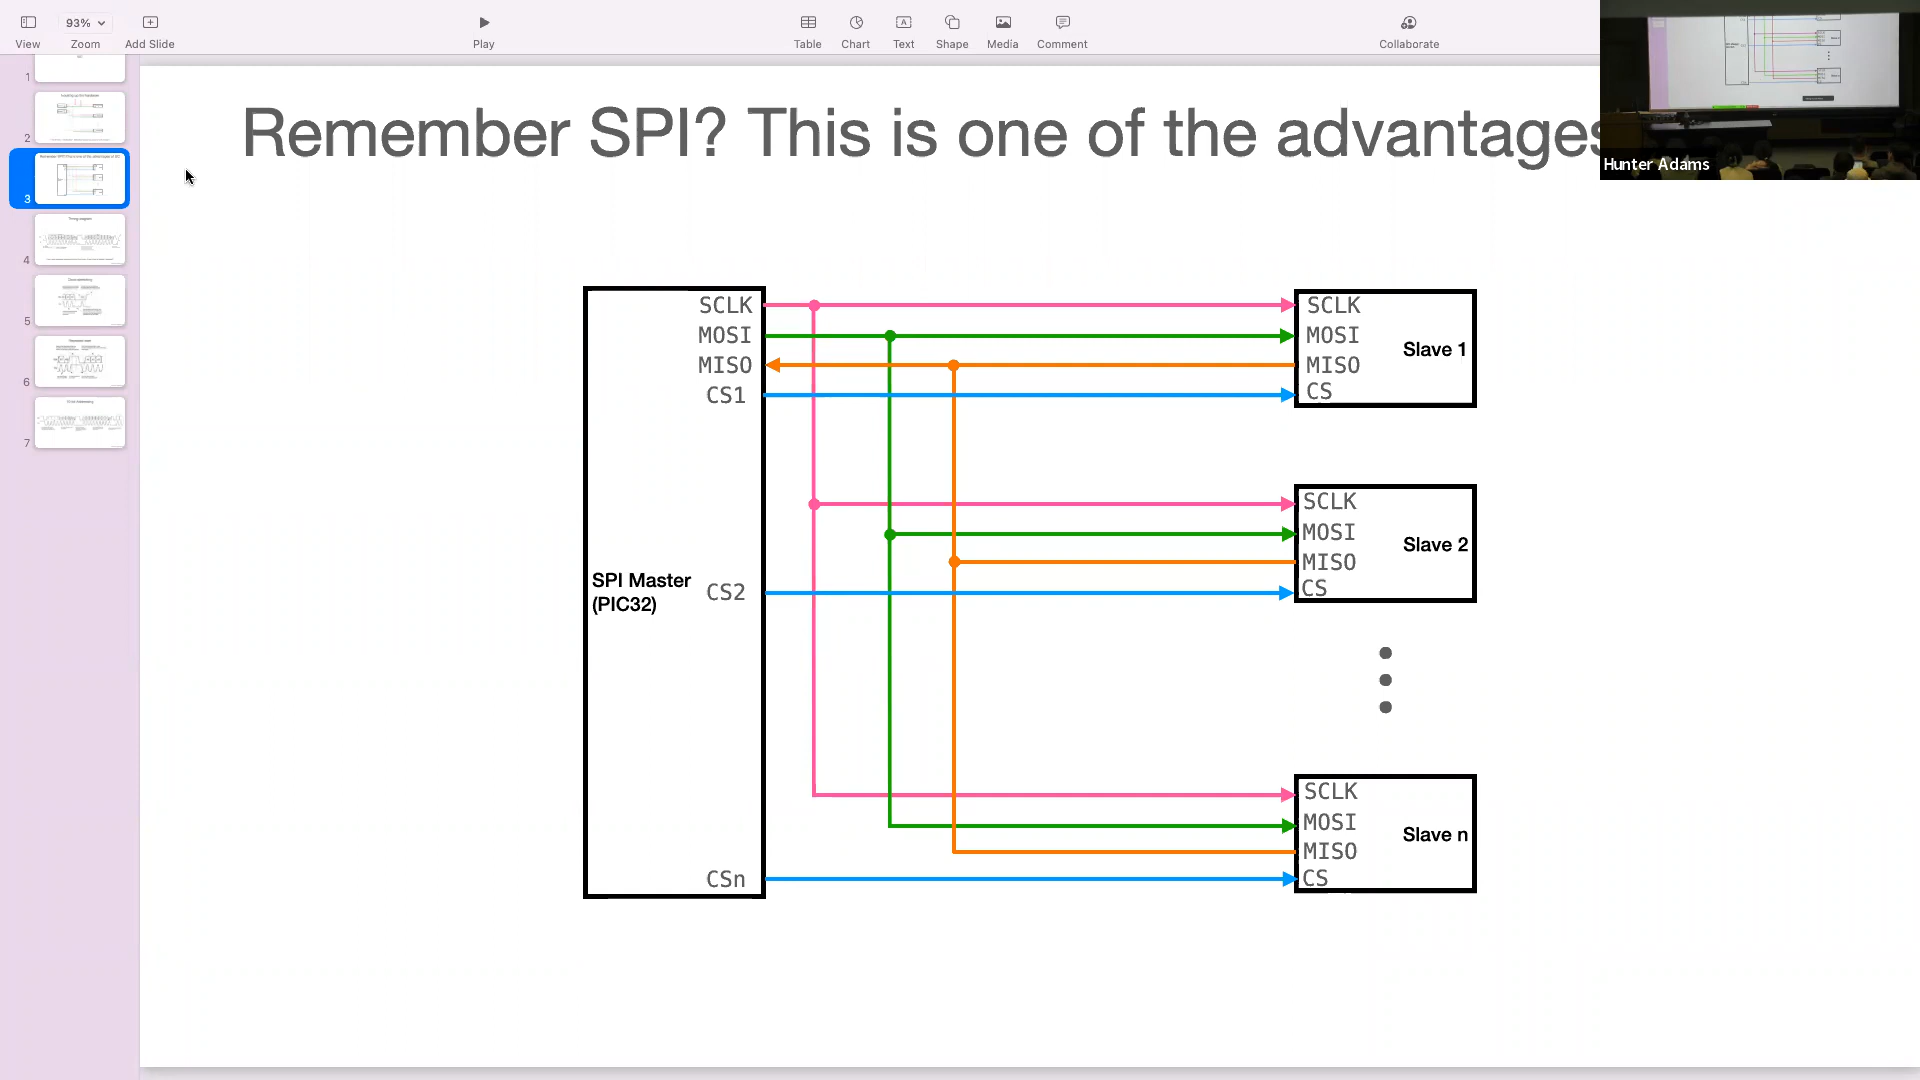 93%
View
Zoom
Add Slide
Play
Table
Chart
Text
Shape
Media
Comment
Collaborate
Hunter Adams
1
2
3
4
5
6
7
Remember SPI? This is one of the advantages
SCLK
MOSI
MISO
CS1
SPI Master
(PIC32)
CS2
CSn
SCLK
MOSI
MISO
CS
Slave 1
SCLK
MOSI
MISO
CS
Slave 2
SCLK
MOSI
MISO
CS
Slave n